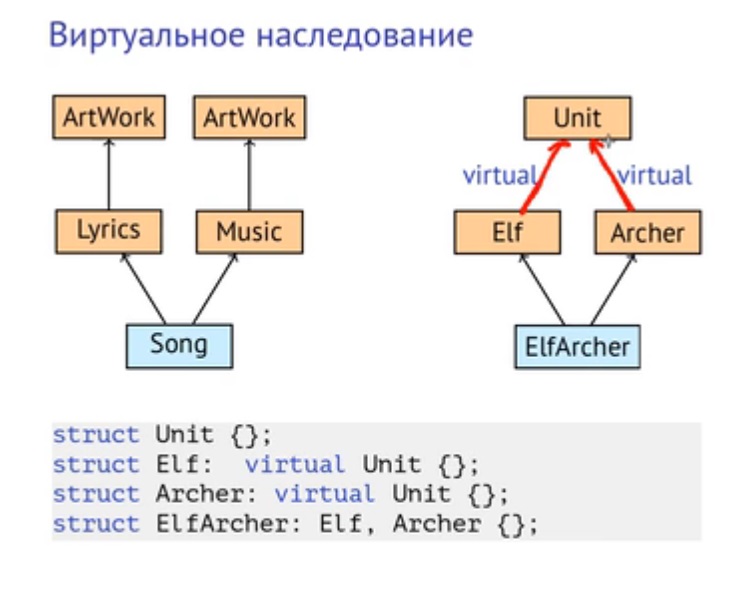 Виртуальное наследование
ArtWork ArtWork Unit
virtual virtual
Lyrics Music Elf Archer
Song ElfArcher
struct Unit {};
struct Elf:  virtual Unit {};
struct Archer: virtual Unit {};
struct ElfArcher: Elf, Archer {};